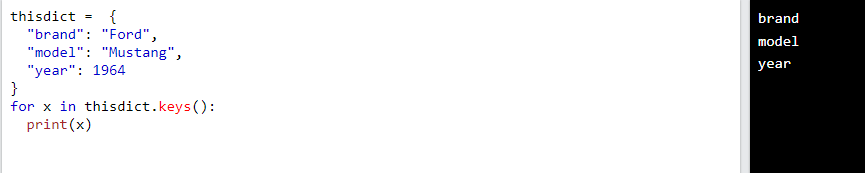 thisdict =  {
  "brand": "Ford",
  "model": "Mustang",
  "year": 1964
}
for x in thisdict.keys():
  print(x)
brand
model
year